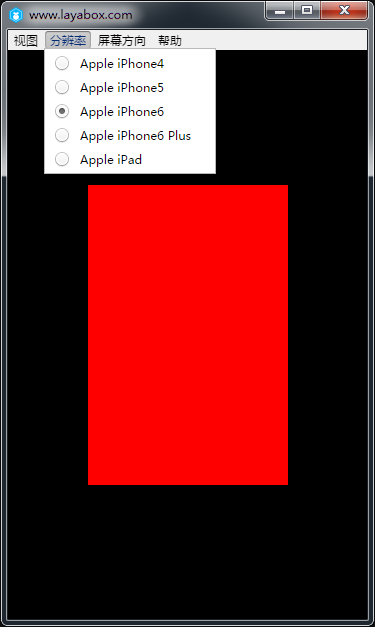 www.layabox.com
视图 分辨率 屏幕方向 帮助
Apple iPhone4
Apple iPhone5
Apple iPhone6
Apple iPhone6 Plus
Apple iPad